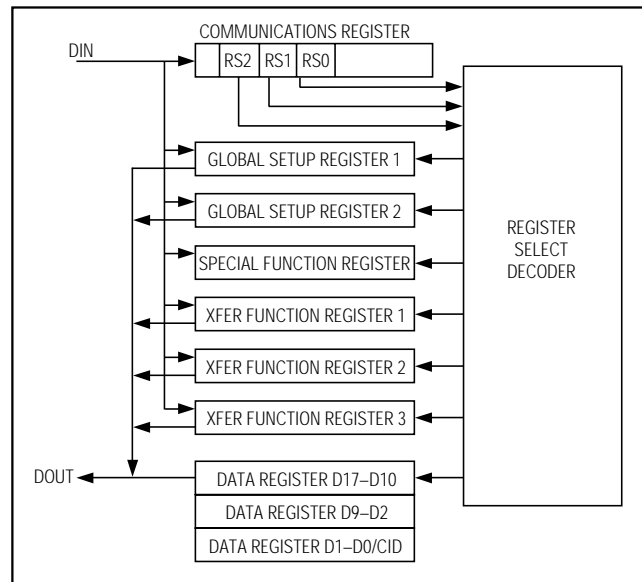 COMMUNICATIONS REGISTER
DIN
RS2 RS1 RS0
GLOBAL SETUP REGISTER 1
GLOBAL SETUP REGISTER 2
SPECIAL FUNCTION REGISTER
XFER FUNCTION REGISTER 1
XFER FUNCTION REGISTER 2
XFER FUNCTION REGISTER 3
REGISTER
SELECT
DECODER
DOUT
DATA REGISTER D17–D10
DATA REGISTER D9–D2
DATA REGISTER D1–D0/CID